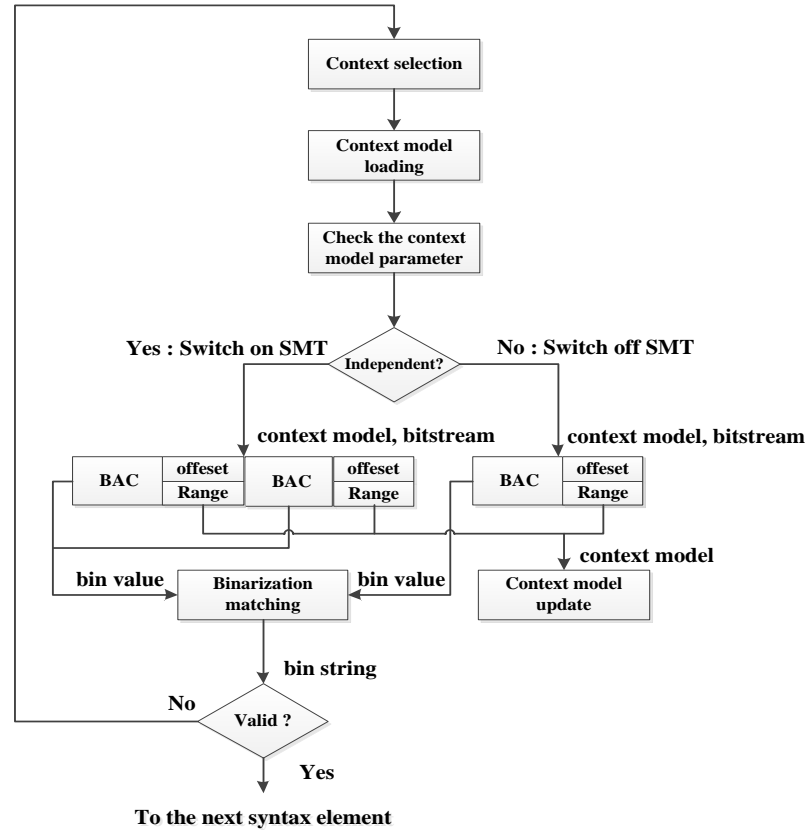 Context selection
Context model
loading
Check the context
model parameter
Yes : Switch on SMT
Independent?
No : Switch off SMT
context model, bitstream
context model, bitstream
BAC
offeset
Range
BAC
offeset
Range
BAC
offeset
Range
context model
bin value
Binarization
matching
bin value
Context model
update
bin string
No
Valid ?
Yes
To the next syntax element